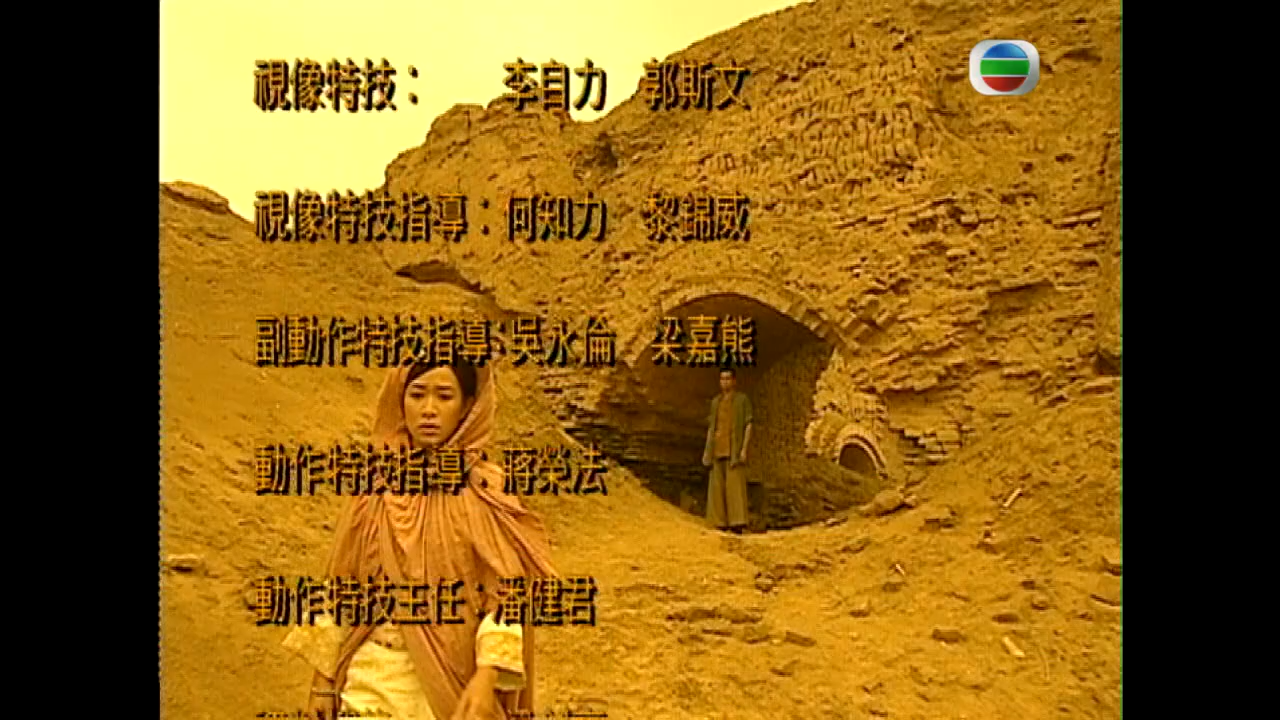 視像特技： 李自力 郭斯文
視像特技指導：何知力 黎錦威
副動作特技指導：吳永倫 梁嘉熊
動作特技指導：蔣榮法
動作特技主任：潘健君